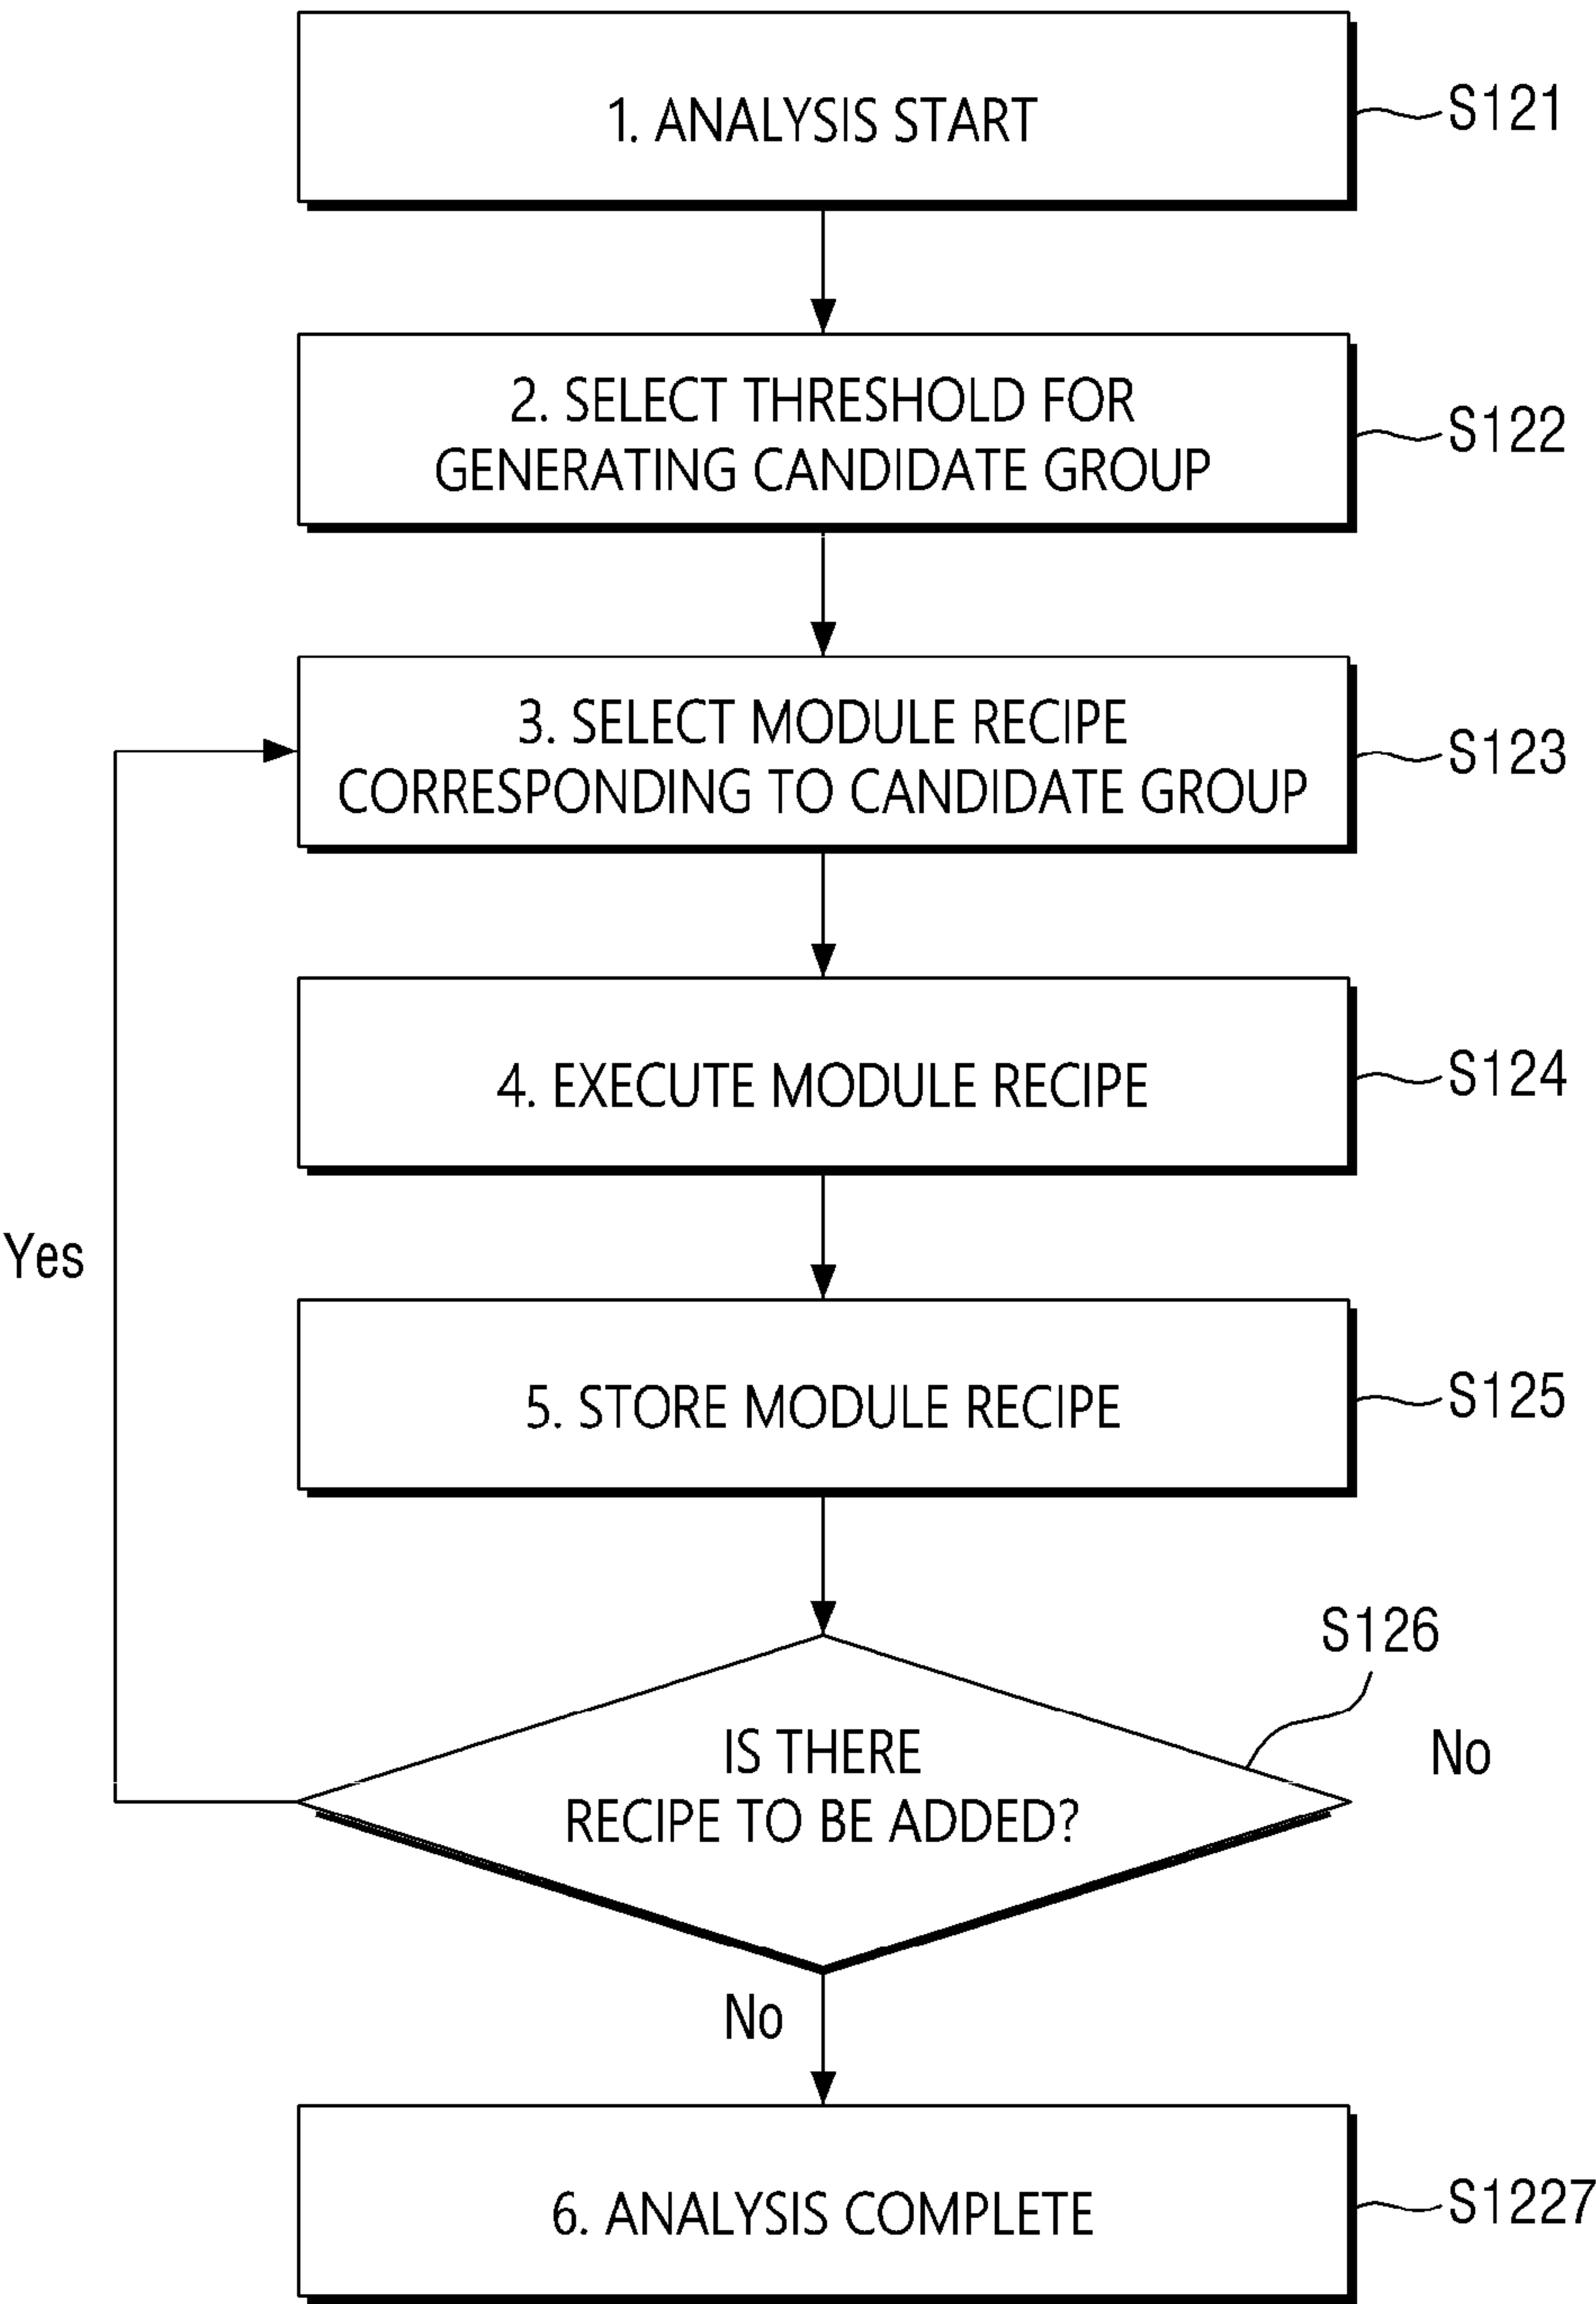 1. ANALYSIS START
S121
2. SELECT THRESHOLD FOR
GENERATING CANDIDATE GROUP
S122
3. SELECT MODULE RECIPE
CORRESPONDING TO CANDIDATE GROUP
S123
4. EXECUTE MODULE RECIPE
S124
Yes
5. STORE MODULE RECIPE
S125
S126
IS THERE
RECIPE TO BE ADDED?
No
No
6. ANALYSIS COMPLETE
S1227